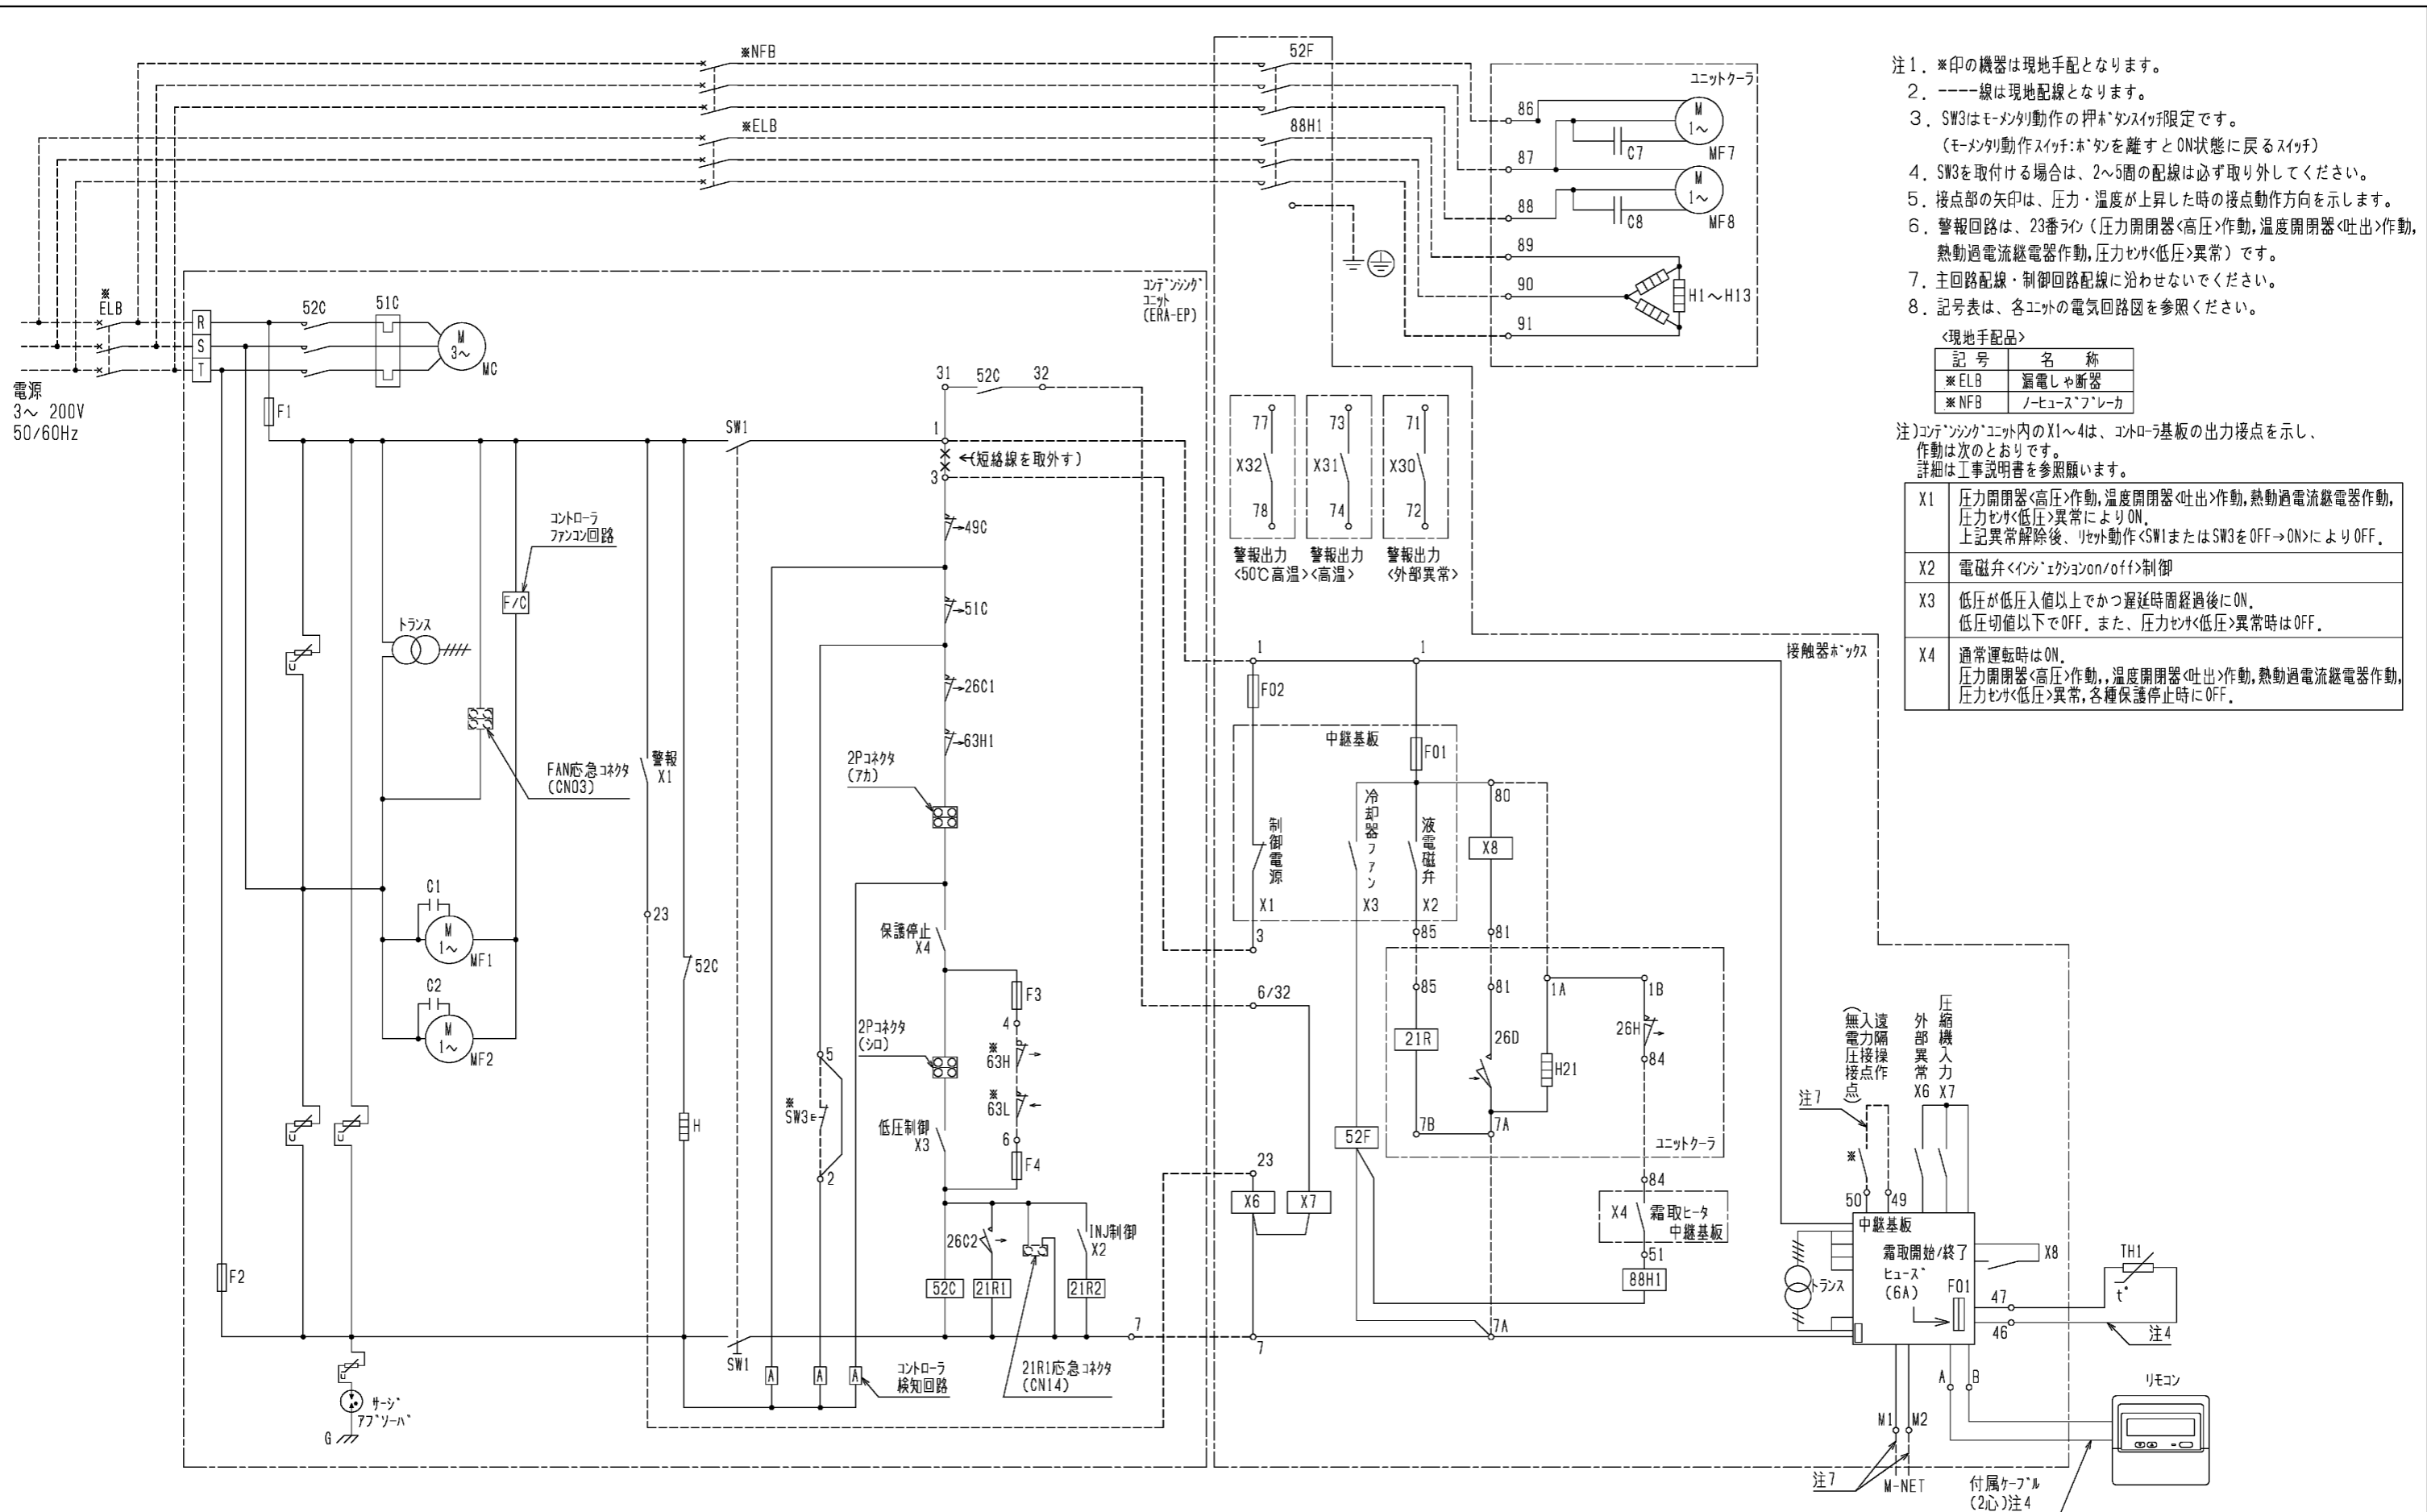 ※NFB
52F
※ELB
88H1
ユニットクーラ
86
M
1～
C7
MF7
87
M
1～
C8
MF8
88
89
90
H1～H13
91
注1. ※印の機器は現地手配となります。
2. ----線は現地配線となります。
3. SW3はモーメンタリ動作の押ボタンスイッチ限定です。
(モーメンタリ動作スイッチ:ボタンを離すとON状態に戻るスイッチ)
4. SW3を取付ける場合は、2～5間の配線は必ず取り外してください。
5. 接点部の矢印は、圧力・温度が上昇した時の接点動作方向を示します。
6. 警報回路は、23番ライン(圧力開閉器<高圧>作動,温度開閉器<吐出>作動,
熱動過電流継電器作動,圧力センサ<低圧>異常)です。
7. 主回路配線・制御回路配線に沿わせないでください。
8. 記号表は、各ユニットの電気回路図を参照ください。
<現地手配品>
記号 名称
※ELB 漏電しゃ断器
※NFB ノーヒューズブレーカ
注)コンデンシングユニット内のX1～4は、コントローラ基板の出力接点を示し、
作動は次のとおりです。
詳細は工事説明書を参照願います。
X1 圧力開閉器<高圧>作動,温度開閉器<吐出>作動,熱動過電流継電器作動,
圧力センサ<低圧>異常によりON.
上記異常解除後、リセット動作<SW1またはSW3をOFF→ON>によりOFF.
X2 電磁弁<インジェクションon/off>制御
X3 低圧が低圧入値以上でかつ遅延時間経過後にON.
低圧切値以下でOFF. また、圧力センサ<低圧>異常時はOFF.
X4 通常運転時はON.
圧力開閉器<高圧>作動,,温度開閉器<吐出>作動,熱動過電流継電器作動,
圧力センサ<低圧>異常,各種保護停止時にOFF.
コンデンシング
ユニット
(ERA-EP)
※
ELB
R
S
T
52C
51C
M
3～
MC
電源
3～ 200V
50/60Hz
F1
SW1
31
52C
32
1
←(短絡線を取外す)
3
→49C
→51C
→26C1
→63H1
コントローラ
ファンコン回路
F/C
トランス
FAN応急コネクタ
(CN03)
警報
X1
2Pコネクタ
(アカ)
23
52C
H
C1
M
1～
MF1
C2
M
1～
MF2
保護停止
X4
F3
4
※
63H
※
63L
6
F4
2Pコネクタ
(シロ)
低圧制御
X3
5
※
SW3
2
26C2
INJ制御
X2
52C
21R1
21R2
7
F2
SW1
A
A
A
コントローラ
検知回路
21R1応急コネクタ
(CN14)
サージ
アブソーバ
G
77
X32
78
73
X31
74
71
X30
72
警報出力
<50℃高温>
警報出力
<高温>
警報出力
<外部異常>
接触器ボックス
1
1
F02
中継基板
F01
制御電源
X1
冷却器ファン
X3
液電磁弁
X2
80
X8
3
85
81
85
81
1A
1B
26H
84
21R
26D
H21
7B
7A
ユニットクーラ
6/32
52F
23
X6
X7
84
X4
霜取ヒータ
中継基板
51
88H1
7
7A
遠隔操作
入力接点
(無電圧接点)
外部異常
X6
圧縮機入力
X7
注7
※
50
49
中継基板
霜取開始/終了
ヒューズ
(6A)
F01
トランス
X8
TH1
t°
47
46
注4
A
B
リモコン
M1
M2
注7
M-NET
付属ケーブル
(2心)注4